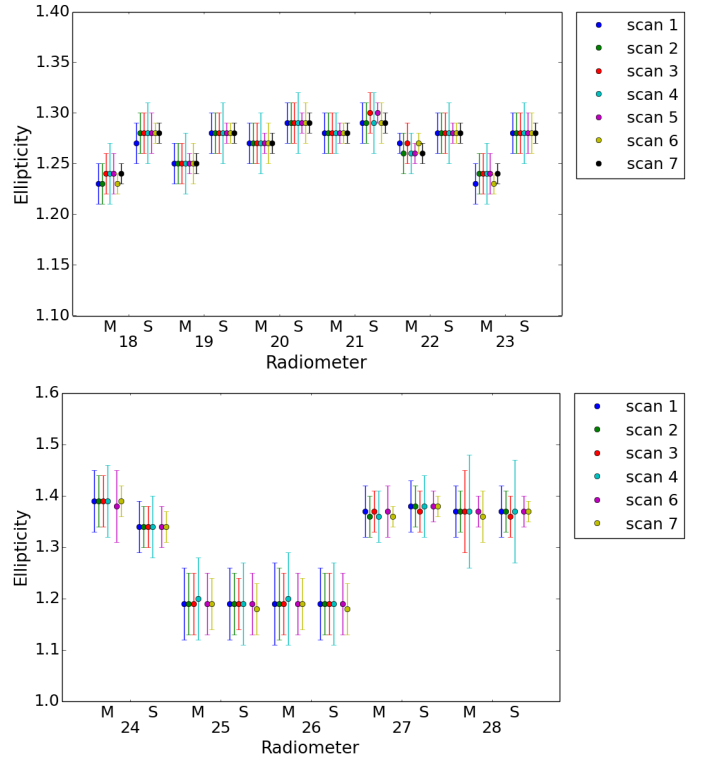 1.40
1.35
1.30
1.25
1.20
1.15
1.10
Ellipticity
M S M S M S M S M S M S
18 19 20 21 22 23
Radiometer
scan 1
scan 2
scan 3
scan 4
scan 5
scan 6
scan 7
1.6
1.5
1.4
1.3
1.2
1.1
1.0
Ellipticity
M S M S M S M S M S
24 25 26 27 28
Radiometer
scan 1
scan 2
scan 3
scan 4
scan 6
scan 7